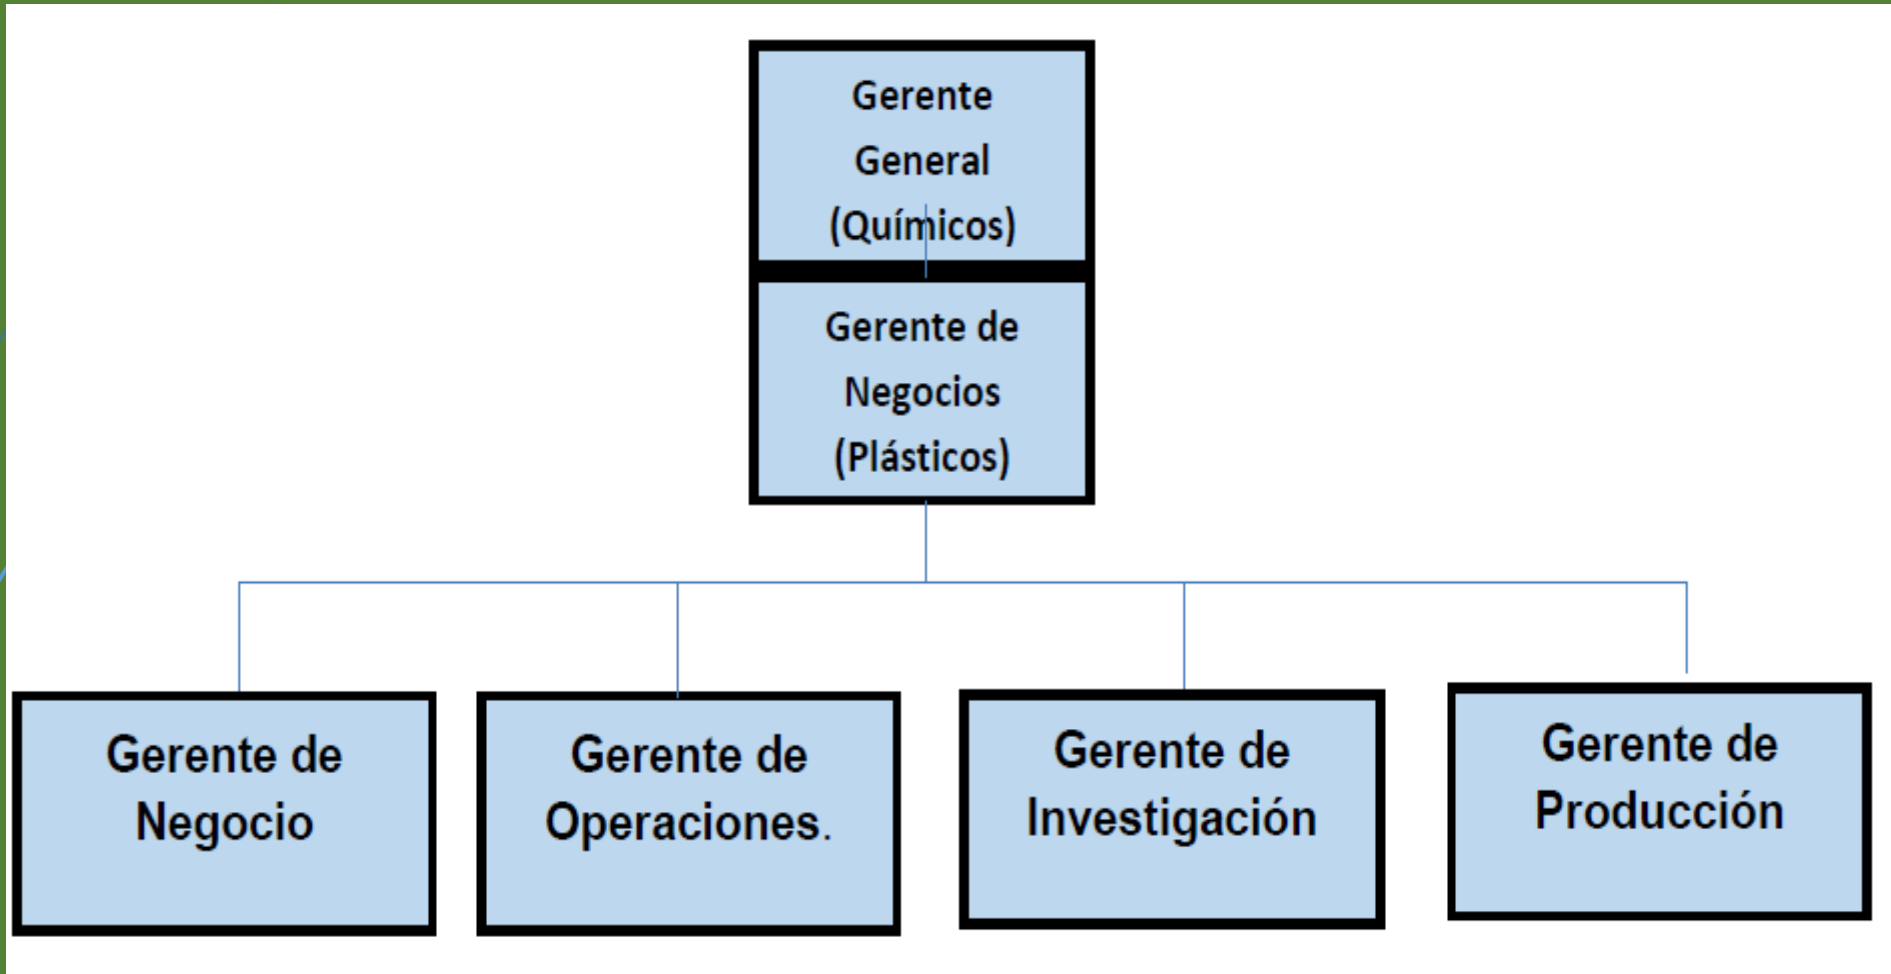 Gerente
General
(Químicos)
Gerente de
Negocios
(Plásticos)
Gerente de
Negocio
Gerente de
Operaciones.
Gerente de
Investigación
Gerente de
Producción